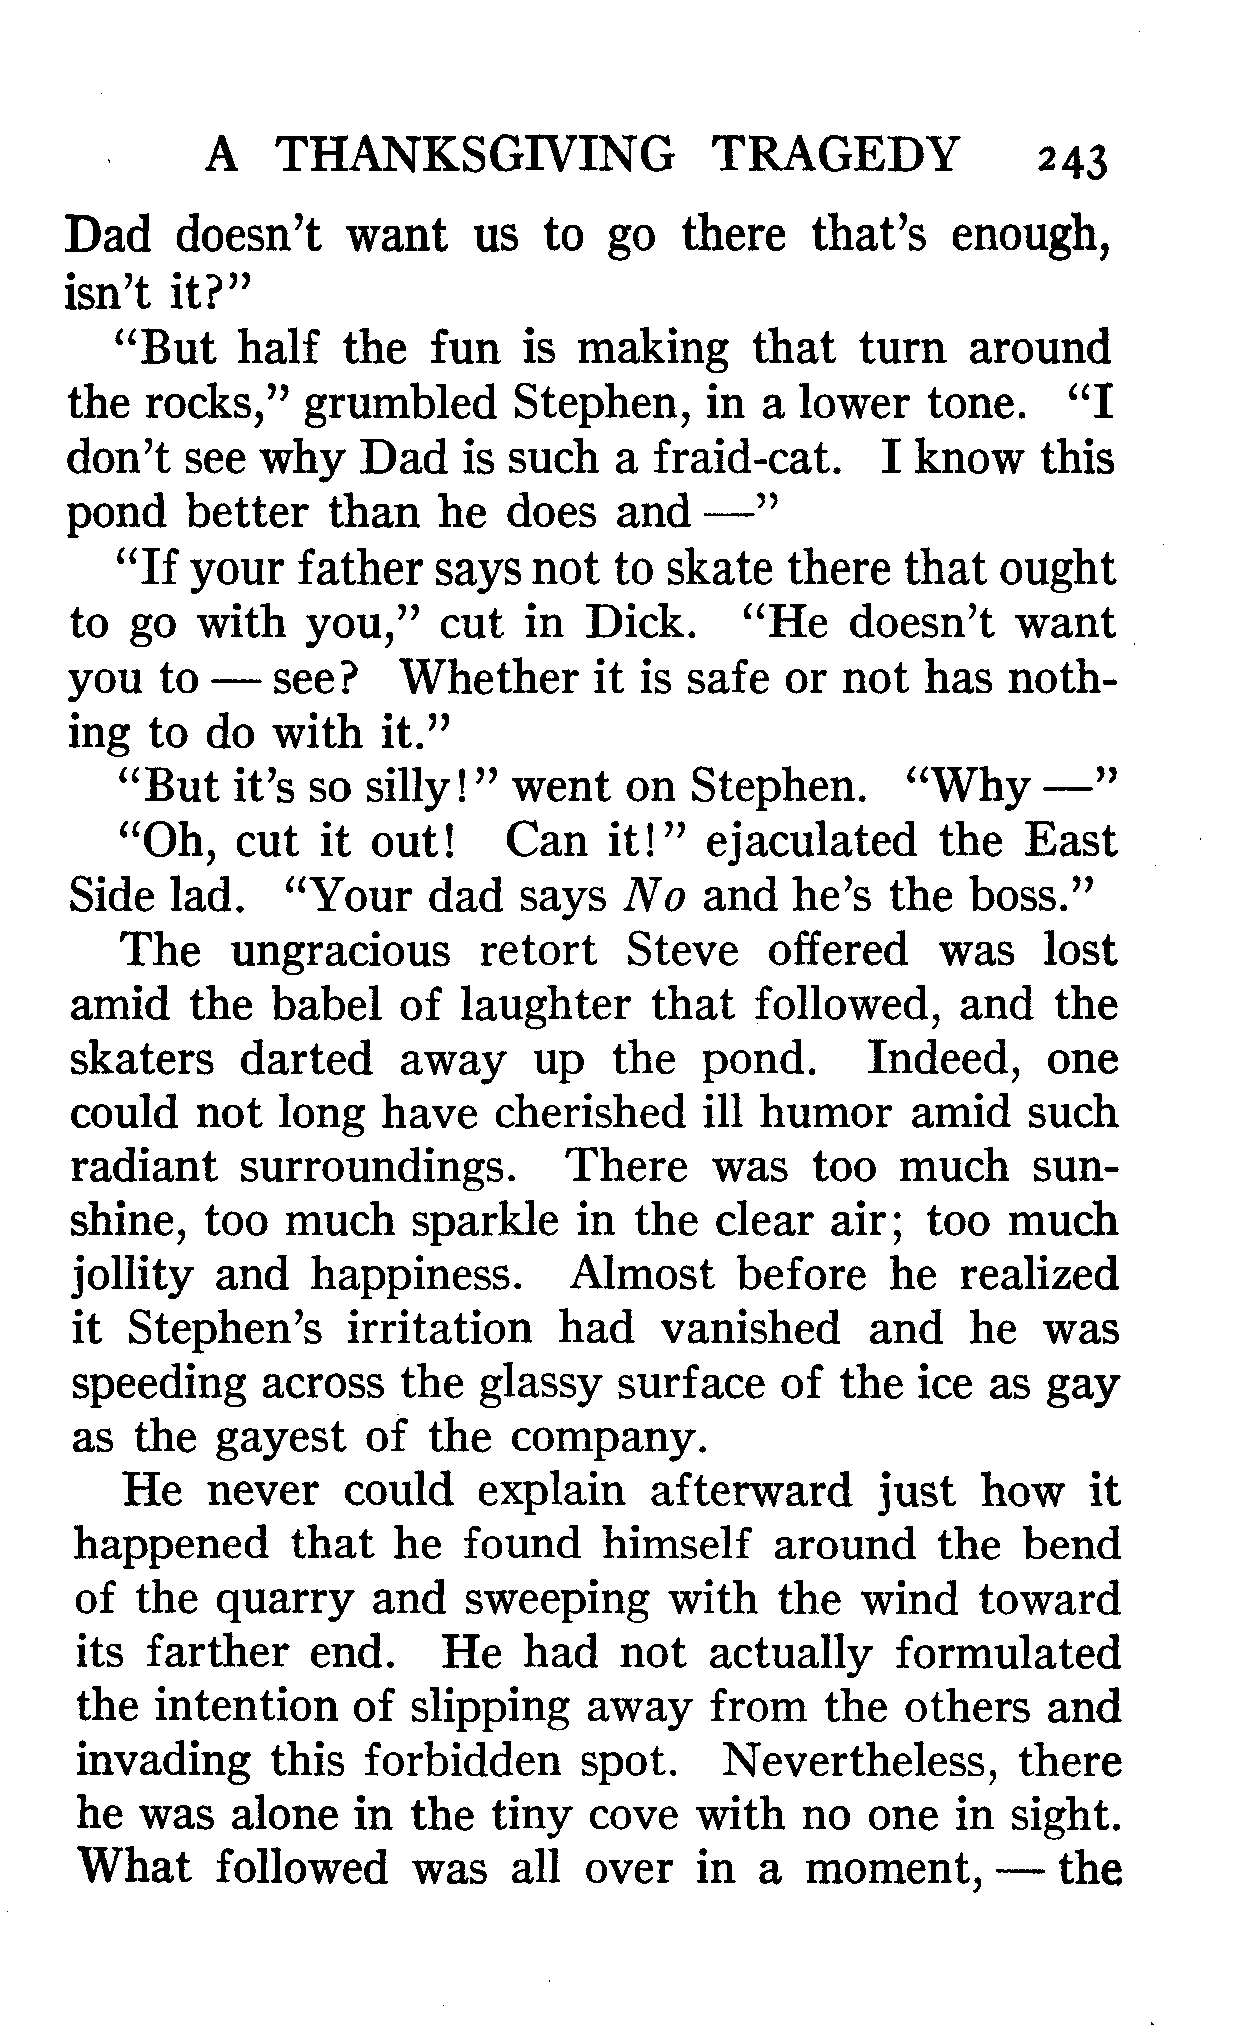 A THANKSGIVING TRAGEDY 243
Dad doesn't want us to go there that's enough,
isn't it?"
"But half the fun is making that turn around
the rocks," grumbled Stephen, in a lower tone. "I
don't see why Dad is such a fraid-cat. I know this
pond better than he does and —"
"If your father says not to skate there that ought
to go with you," cut in Dick. "He doesn't want
you to — see? Whether it is safe or not has noth-
ing to do with it."
"But it's so silly!" went on Stephen. "Why —"
"Oh, cut it out! Can it!" ejaculated the East
Side lad. "Your dad says No and he's the boss."
The ungracious retort Steve offered was lost
amid the babel of laughter that followed, and the
skaters darted away up the pond. Indeed, one
could not long have cherished ill humor amid such
radiant surroundings. There was too much sun-
shine, too much sparkle in the clear air; too much
jollity and happiness. Almost before he realized
it Stephen's irritation had vanished and he was
speeding across the glassy surface of the ice as gay
as the gayest of the company.
He never could explain afterward just how it
happened that he found himself around the bend
of the quarry and sweeping with the wind toward
its farther end. He had not actually formulated
the intention of slipping away from the others and
invading this forbidden spot. Nevertheless, there
he was alone in the tiny cove with no one in sight.
What followed was all over in a moment, — the